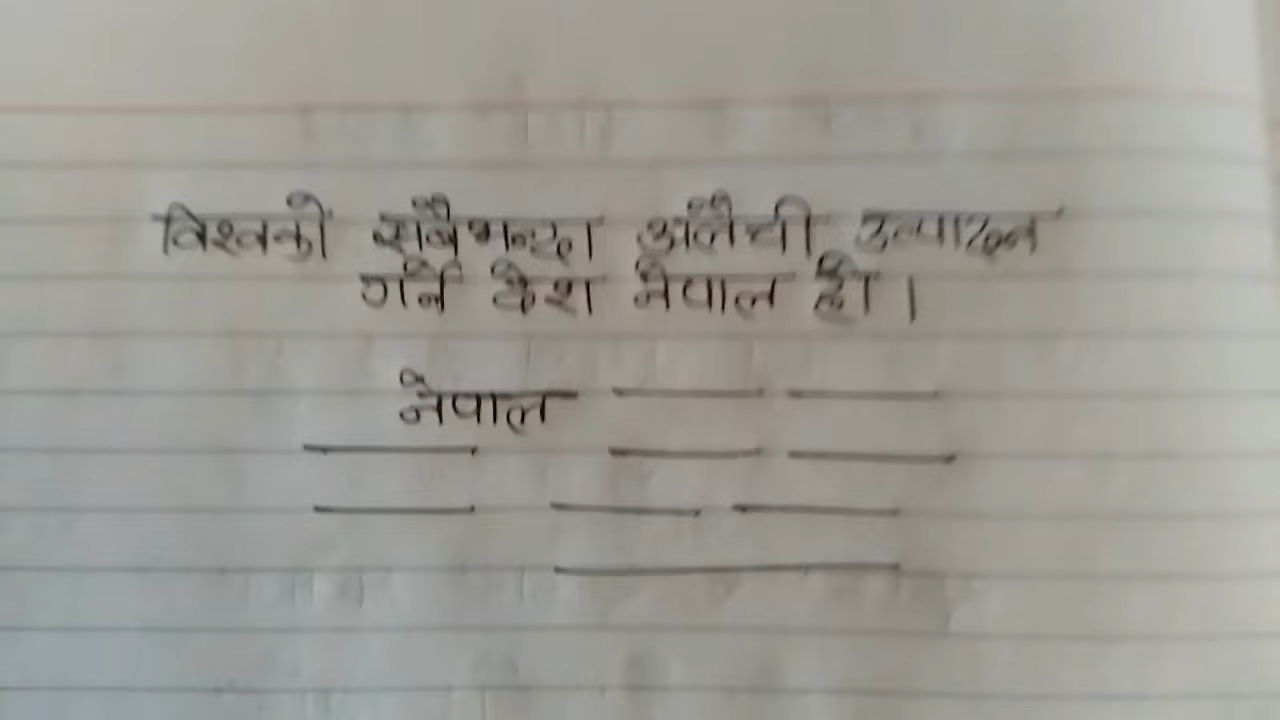 विश्वको सबैभन्दा अलैची उत्पादन
गर्ने देश नेपाल हो।
नेपाल